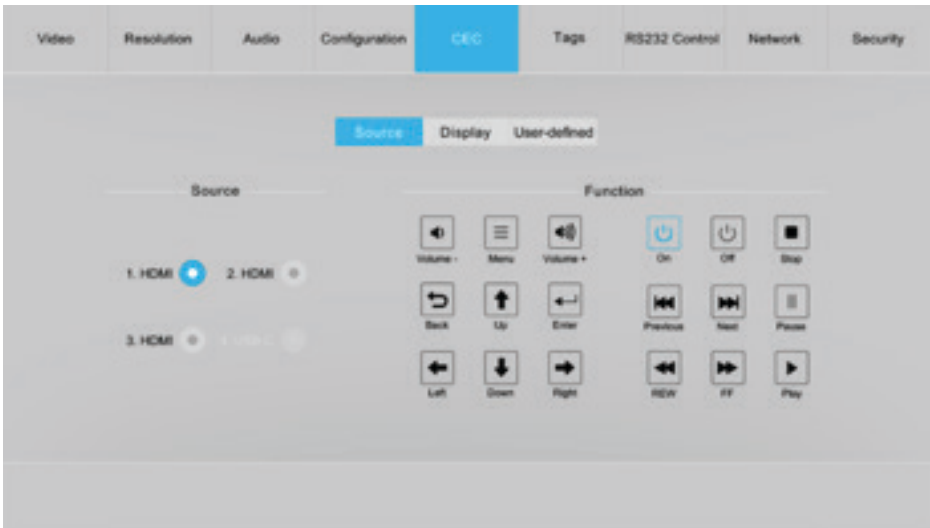 Video Resolution Audio Configuration CEC Tags RS232 Control Network Security
Source Display User-defined
Source
Function
Volume - Menu Volume + On Off Stop
1. HDMI 2. HDMI
Back Up Enter Previous Next Pause
3. HDMI 4. USB-C
Left Down Right REW FF Play